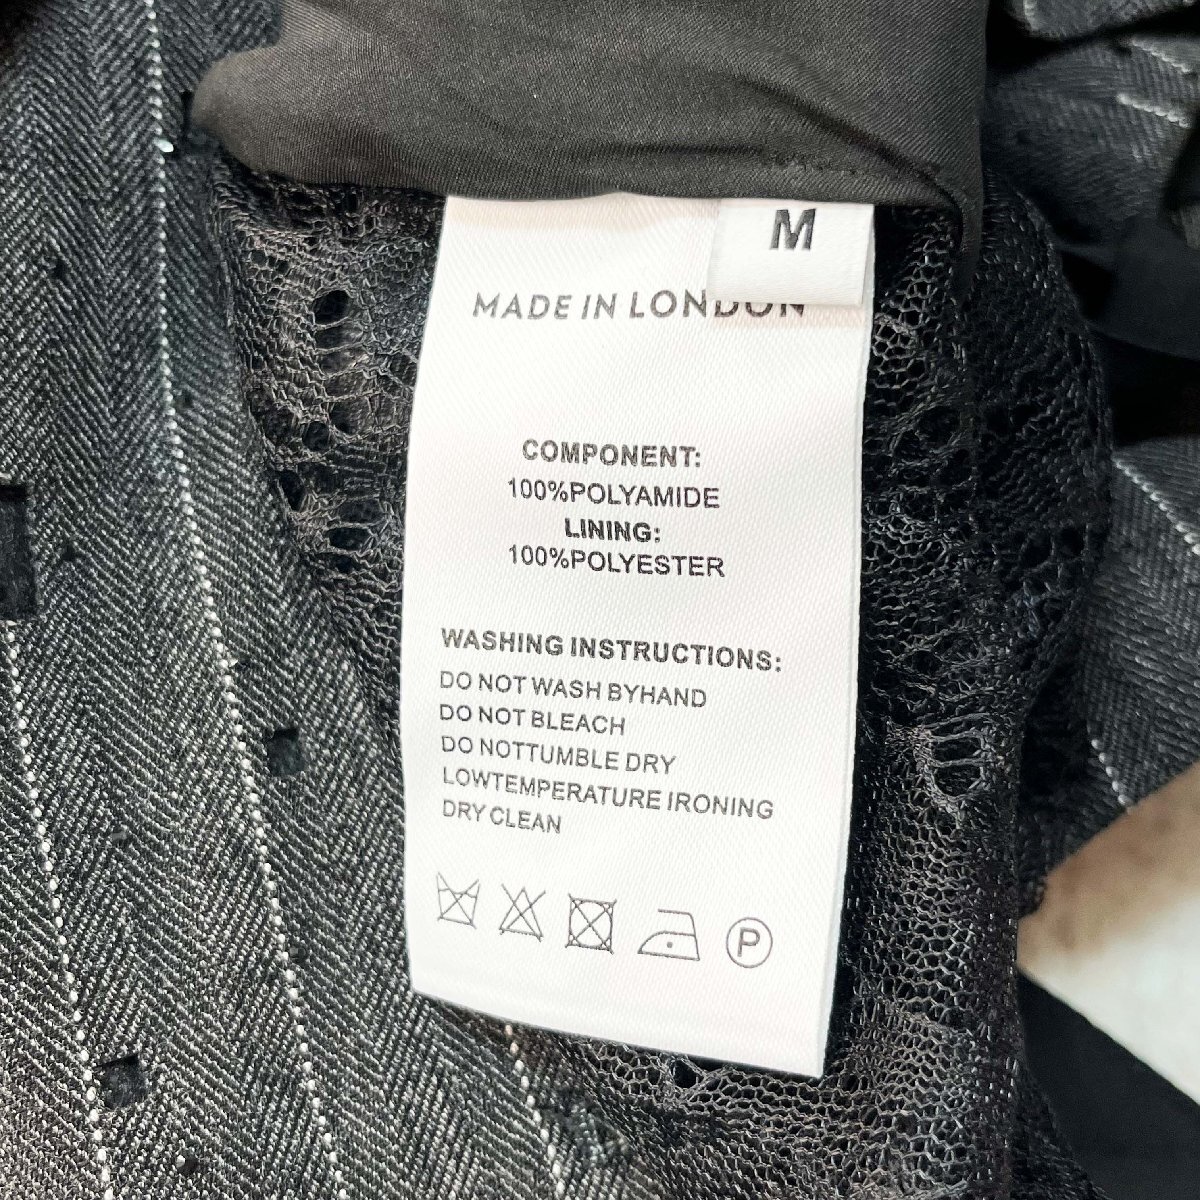 M
MADE IN LONDON
COMPONENT:
100%POLYAMIDE
LINING:
100%POLYESTER
WASHING INSTRUCTIONS:
DO NOT WASH BYHAND
DO NOT BLEACH
DO NOTTUMBLE DRY
LOWTEMPERATURE IRONING
DRY CLEAN
P